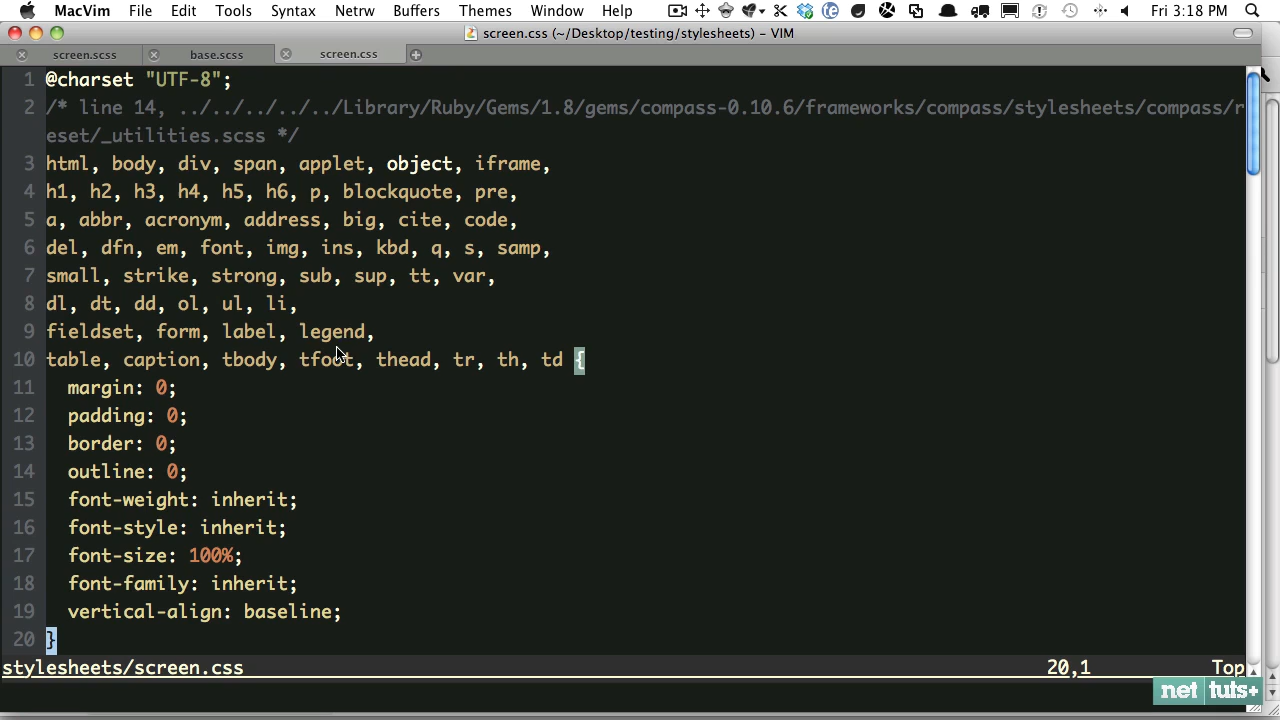 MacVim File Edit Tools Syntax Netrw Buffers Themes Window Help Fri 3:18 PM
screen.css (~/Desktop/testing/stylesheets) – VIM
screen.scss base.scss screen.css
1 @charset "UTF-8";
2 /* line 14, ../../../../../Library/Ruby/Gems/1.8/gems/compass-0.10.6/frameworks/compass/stylesheets/compass/r
eset/_utilities.scss */
3 html, body, div, span, applet, object, iframe,
4 h1, h2, h3, h4, h5, h6, p, blockquote, pre,
5 a, abbr, acronym, address, big, cite, code,
6 del, dfn, em, font, img, ins, kbd, q, s, samp,
7 small, strike, strong, sub, sup, tt, var,
8 dl, dt, dd, ol, ul, li,
9 fieldset, form, label, legend,
10 table, caption, tbody, tfoot, thead, tr, th, td {
11 margin: 0;
12 padding: 0;
13 border: 0;
14 outline: 0;
15 font-weight: inherit;
16 font-style: inherit;
17 font-size: 100%;
18 font-family: inherit;
19 vertical-align: baseline;
20 }
stylesheets/screen.css 20,1 Top
net tuts+